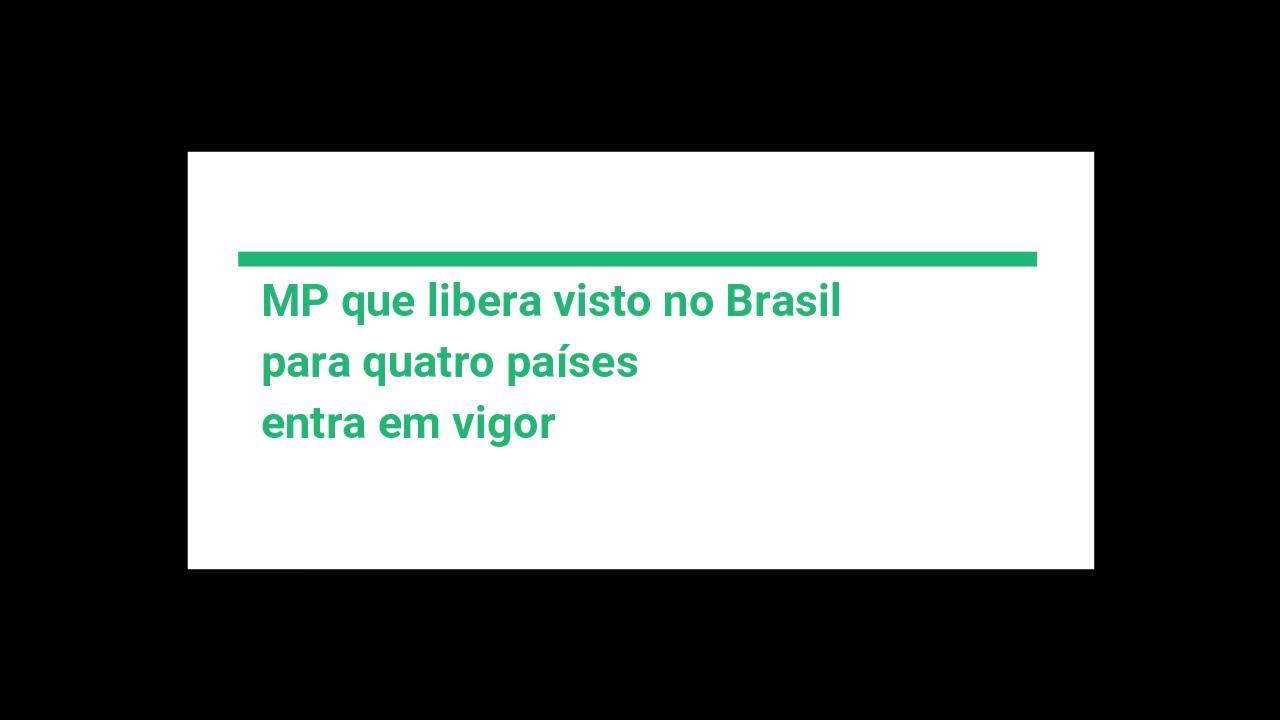 MP que libera visto no Brasil
para quatro países
entra em vigor